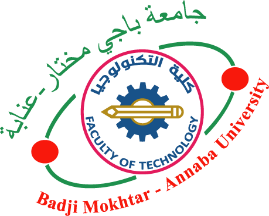 جامعة باجي مختار - عنابة
كلية التكنولوجيا
FACULTY OF TECHNOLOGY
Badji Mokhtar - Annaba University